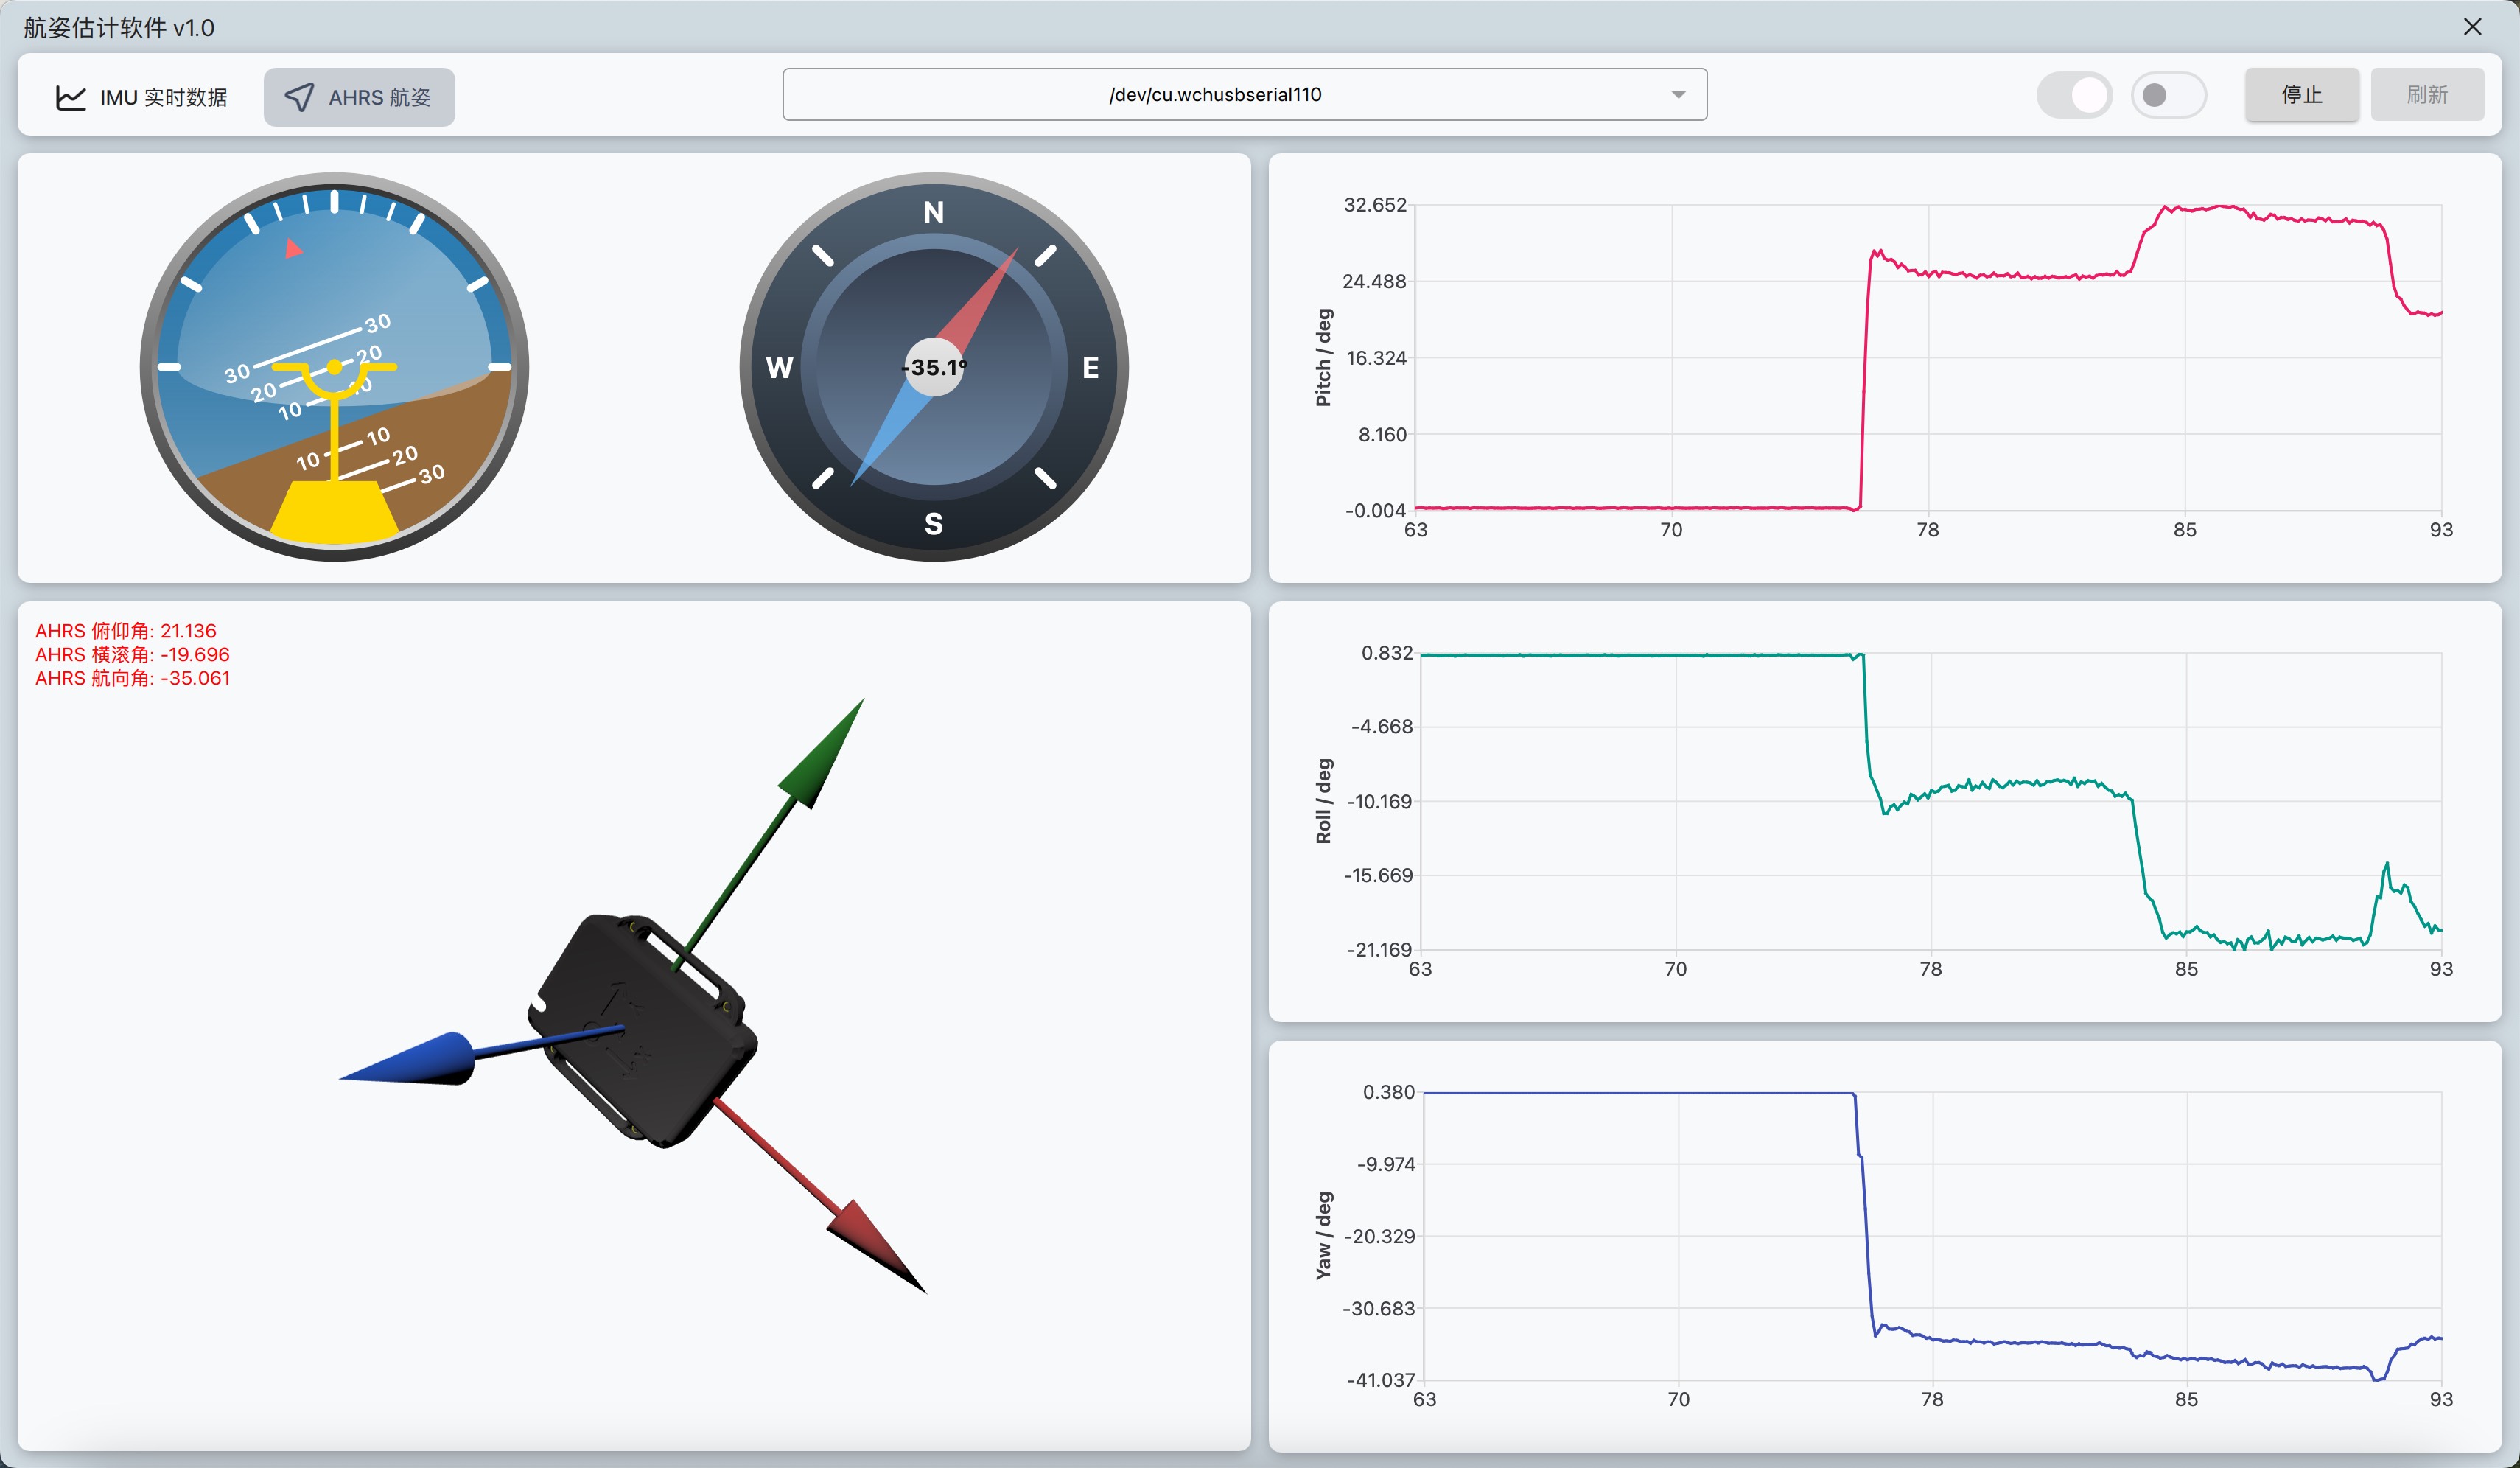 航姿估计软件 v1.0
IMU 实时数据
AHRS 航姿
/dev/cu.wchusbserial110
停止
刷新
30
30
20
20
10
10
10
20
30
N
W
-35.1°
E
S
32.652
24.488
16.324
8.160
-0.004
Pitch / deg
63 70 78 85 93
AHRS 俯仰角: 21.136
AHRS 横滚角: -19.696
AHRS 航向角: -35.061
0.832
-4.668
-10.169
-15.669
-21.169
Roll / deg
63 70 78 85 93
0.380
-9.974
-20.329
-30.683
-41.037
Yaw / deg
63 70 78 85 93